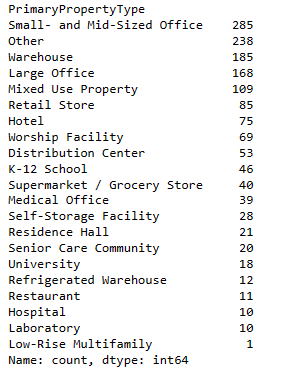 PrimaryPropertyType
Small- and Mid-Sized Office    285
Other                          238
Warehouse                      185
Large Office                   168
Mixed Use Property             109
Retail Store                    85
Hotel                           75
Worship Facility                69
Distribution Center             53
K-12 School                     46
Supermarket / Grocery Store     40
Medical Office                  39
Self-Storage Facility           28
Residence Hall                  21
Senior Care Community           20
University                      18
Refrigerated Warehouse          12
Restaurant                      11
Hospital                        10
Laboratory                      10
Low-Rise Multifamily             1
Name: count, dtype: int64